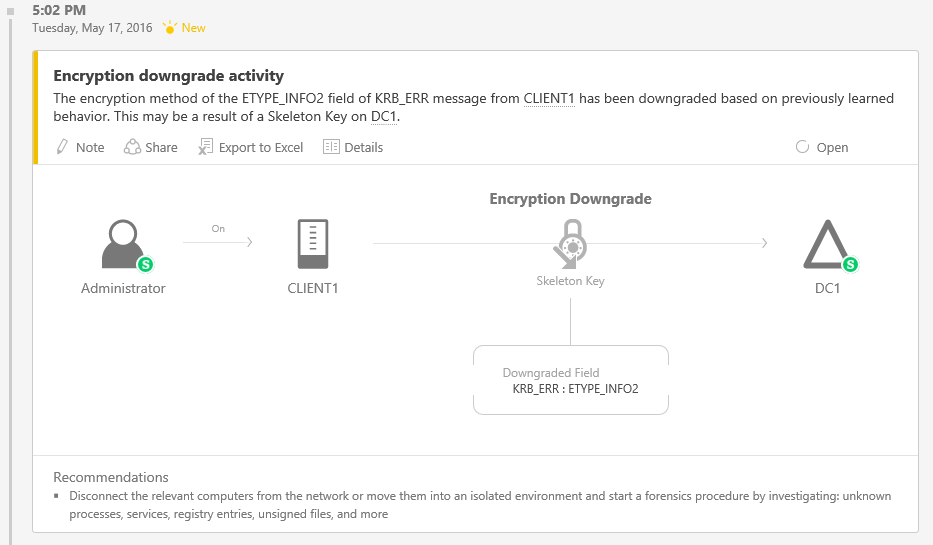 5:02 PM
Tuesday, May 17, 2016 New
Encryption downgrade activity
The encryption method of the ETYPE_INFO2 field of KRB_ERR message from CLIENT1 has been downgraded based on previously learned
behavior. This may be a result of a Skeleton Key on DC1.
Note Share Export to Excel Details Open
Encryption Downgrade
On
S S
Skeleton Key
Administrator CLIENT1 DC1
Downgraded Field
KRB_ERR : ETYPE_INFO2
Recommendations
Disconnect the relevant computers from the network or move them into an isolated environment and start a forensics procedure by investigating: unknown
processes, services, registry entries, unsigned files, and more